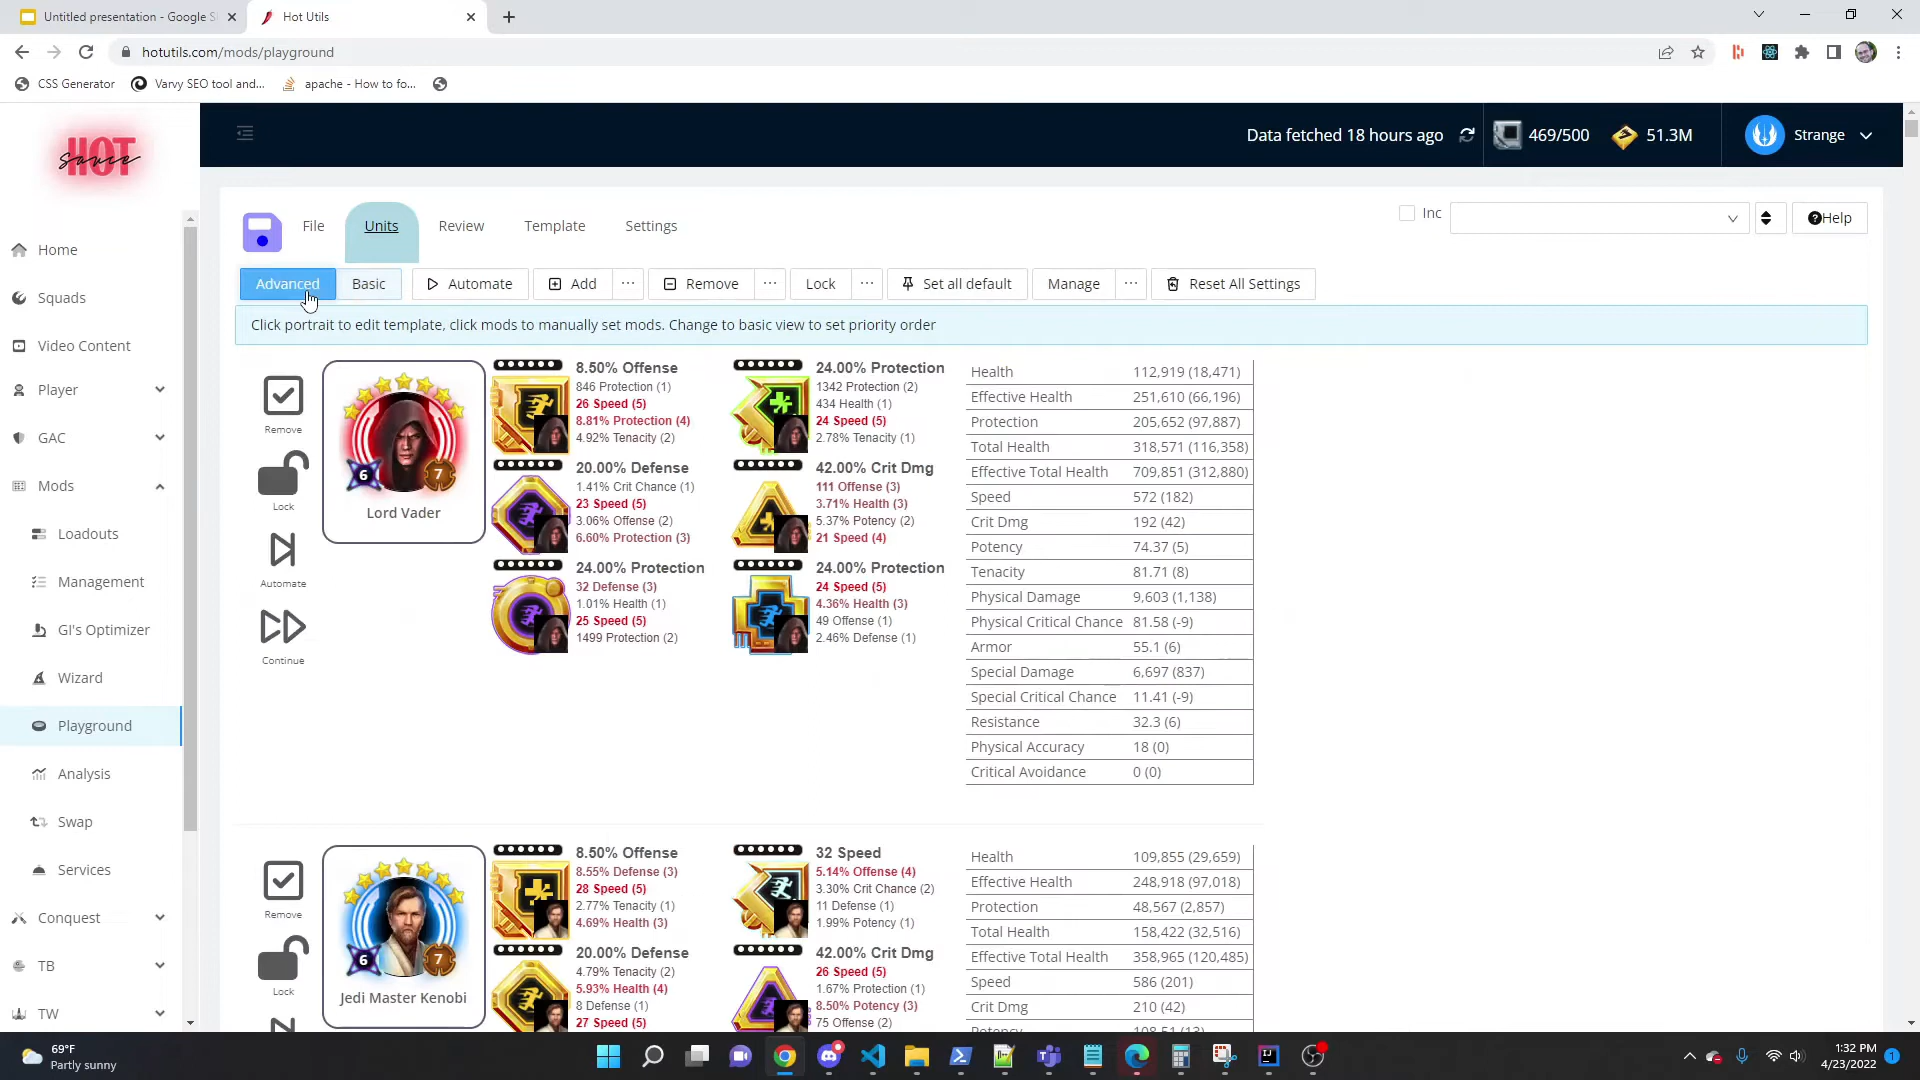 Untitled presentation - Google S
Hot Utils
hotutils.com/mods/playground
CSS Generator
Varvy SEO tool and...
apache - How to fo...
HOT
sauce
Data fetched 18 hours ago
469/500
51.3M
Strange
Home
Squads
Video Content
Player
GAC
Mods
Loadouts
Management
GI's Optimizer
Wizard
Playground
Analysis
Swap
Services
Conquest
TB
TW
File
Units
Review
Template
Settings
Inc
Help
Advanced
Basic
Automate
Add
...
Remove
...
Lock
...
Set all default
Manage
...
Reset All Settings
Click portrait to edit template, click mods to manually set mods. Change to basic view to set priority order
Remove
Lock
Automate
Continue
6
7
Lord Vader
8.50% Offense
846 Protection (1)
26 Speed (5)
8.81% Protection (4)
4.92% Tenacity (2)
24.00% Protection
1342 Protection (2)
434 Health (1)
24 Speed (5)
2.78% Tenacity (1)
20.00% Defense
1.41% Crit Chance (1)
23 Speed (5)
3.06% Offense (2)
6.60% Protection (3)
42.00% Crit Dmg
111 Offense (3)
3.71% Health (3)
5.37% Potency (2)
21 Speed (4)
24.00% Protection
32 Defense (3)
1.01% Health (1)
25 Speed (5)
1499 Protection (2)
24.00% Protection
24 Speed (5)
4.36% Health (3)
49 Offense (1)
2.46% Defense (1)
Health 112,919 (18,471)
Effective Health 251,610 (66,196)
Protection 205,652 (97,887)
Total Health 318,571 (116,358)
Effective Total Health 709,851 (312,880)
Speed 572 (182)
Crit Dmg 192 (42)
Potency 74.37 (5)
Tenacity 81.71 (8)
Physical Damage 9,603 (1,138)
Physical Critical Chance 81.58 (-9)
Armor 55.1 (6)
Special Damage 6,697 (837)
Special Critical Chance 11.41 (-9)
Resistance 32.3 (6)
Physical Accuracy 18 (0)
Critical Avoidance 0 (0)
Remove
Lock
6
7
Jedi Master Kenobi
8.50% Offense
8.55% Defense (3)
28 Speed (5)
2.77% Tenacity (1)
4.69% Health (3)
32 Speed
5.14% Offense (4)
3.30% Crit Chance (2)
11 Defense (1)
1.99% Potency (1)
20.00% Defense
4.79% Tenacity (2)
5.93% Health (4)
8 Defense (1)
27 Speed (5)
42.00% Crit Dmg
26 Speed (5)
1.67% Protection (1)
8.50% Potency (3)
75 Offense (2)
Health 109,855 (29,659)
Effective Health 248,918 (97,018)
Protection 48,567 (2,857)
Total Health 158,422 (32,516)
Effective Total Health 358,965 (120,485)
Speed 586 (201)
Crit Dmg 210 (42)
Potency 108.51 (13)
69°F
Partly sunny
1:32 PM
4/23/2022
1